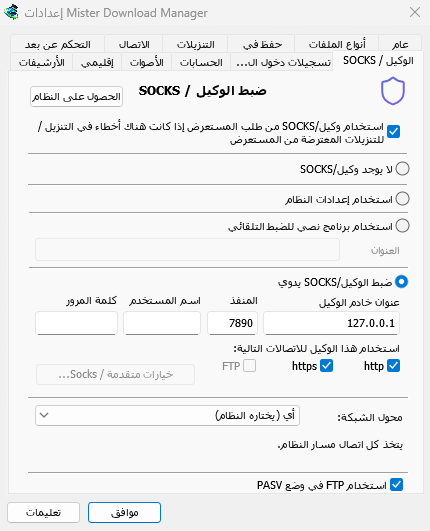 إعدادات Mister Download Manager
عام
أنواع الملفات
حفظ في
التنزيلات
الاتصال
التحكم عن بعد
الوكيل / SOCKS
تسجيلات دخول ال...
الحسابات
الأصوات
إقليمي
الأرشيفات
ضبط الوكيل / SOCKS
الحصول على النظام
استخدام وكيل/SOCKS من طلب المستعرض إذا كانت هناك أخطاء في التنزيل /
للتنزيلات المعترضة من المستعرض
لا يوجد وكيل/SOCKS
استخدام إعدادات النظام
استخدام برنامج نصي للضبط التلقائي
العنوان
ضبط الوكيل/SOCKS يدوي
عنوان خادم الوكيل
المنفذ
اسم المستخدم
كلمة المرور
127.0.0.1
7890
استخدام هذا الوكيل للاتصالات التالية:
http
https
FTP
خيارات متقدمة / Socks...
محول الشبكة:
أي (يختاره النظام)
يتخذ كل اتصال مسار النظام.
استخدام FTP في وضع PASV
موافق
تعليمات